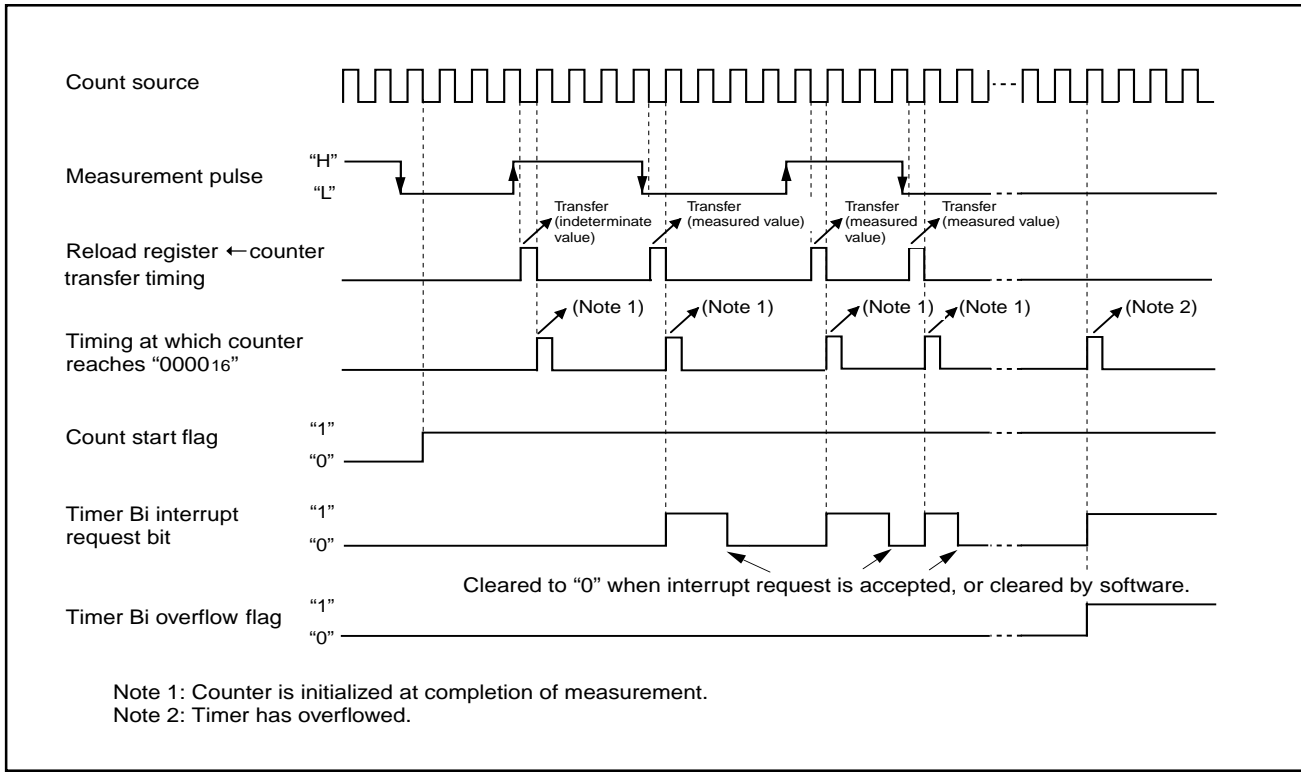 Count source
Measurement pulse
“H”
“L”
Transfer
(indeterminate
value)
Transfer
(measured value)
Transfer
(measured
value)
Transfer
(measured value)
Reload register ←counter
transfer timing
(Note 1)
(Note 1)
(Note 1)
(Note 1)
(Note 2)
Timing at which counter
reaches “000016”
Count start flag
“1”
“0”
Timer Bi interrupt
request bit
“1”
“0”
Cleared to “0” when interrupt request is accepted, or cleared by software.
Timer Bi overflow flag
“1”
“0”
Note 1: Counter is initialized at completion of measurement.
Note 2: Timer has overflowed.